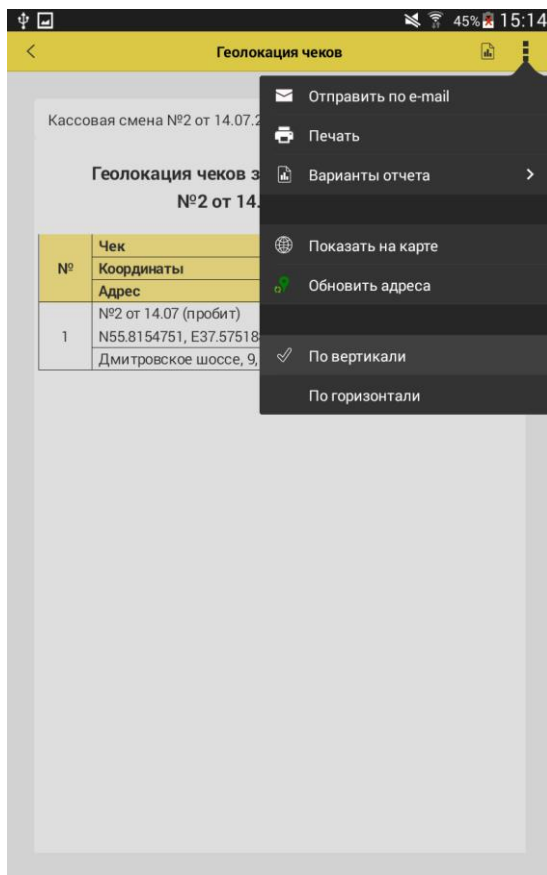 45% 15:14
Геолокация чеков
Отправить по e-mail
Кассовая смена №2 от 14.07.2
Печать
Геолокация чеков з
Варианты отчета
№2 от 14.
Чек
Показать на карте
№
Координаты
Адрес
Обновить адреса
№2 от 14.07 (пробит)
1
N55.8154751, E37.57518
Дмитровское шоссе, 9,
По вертикали
По горизонтали